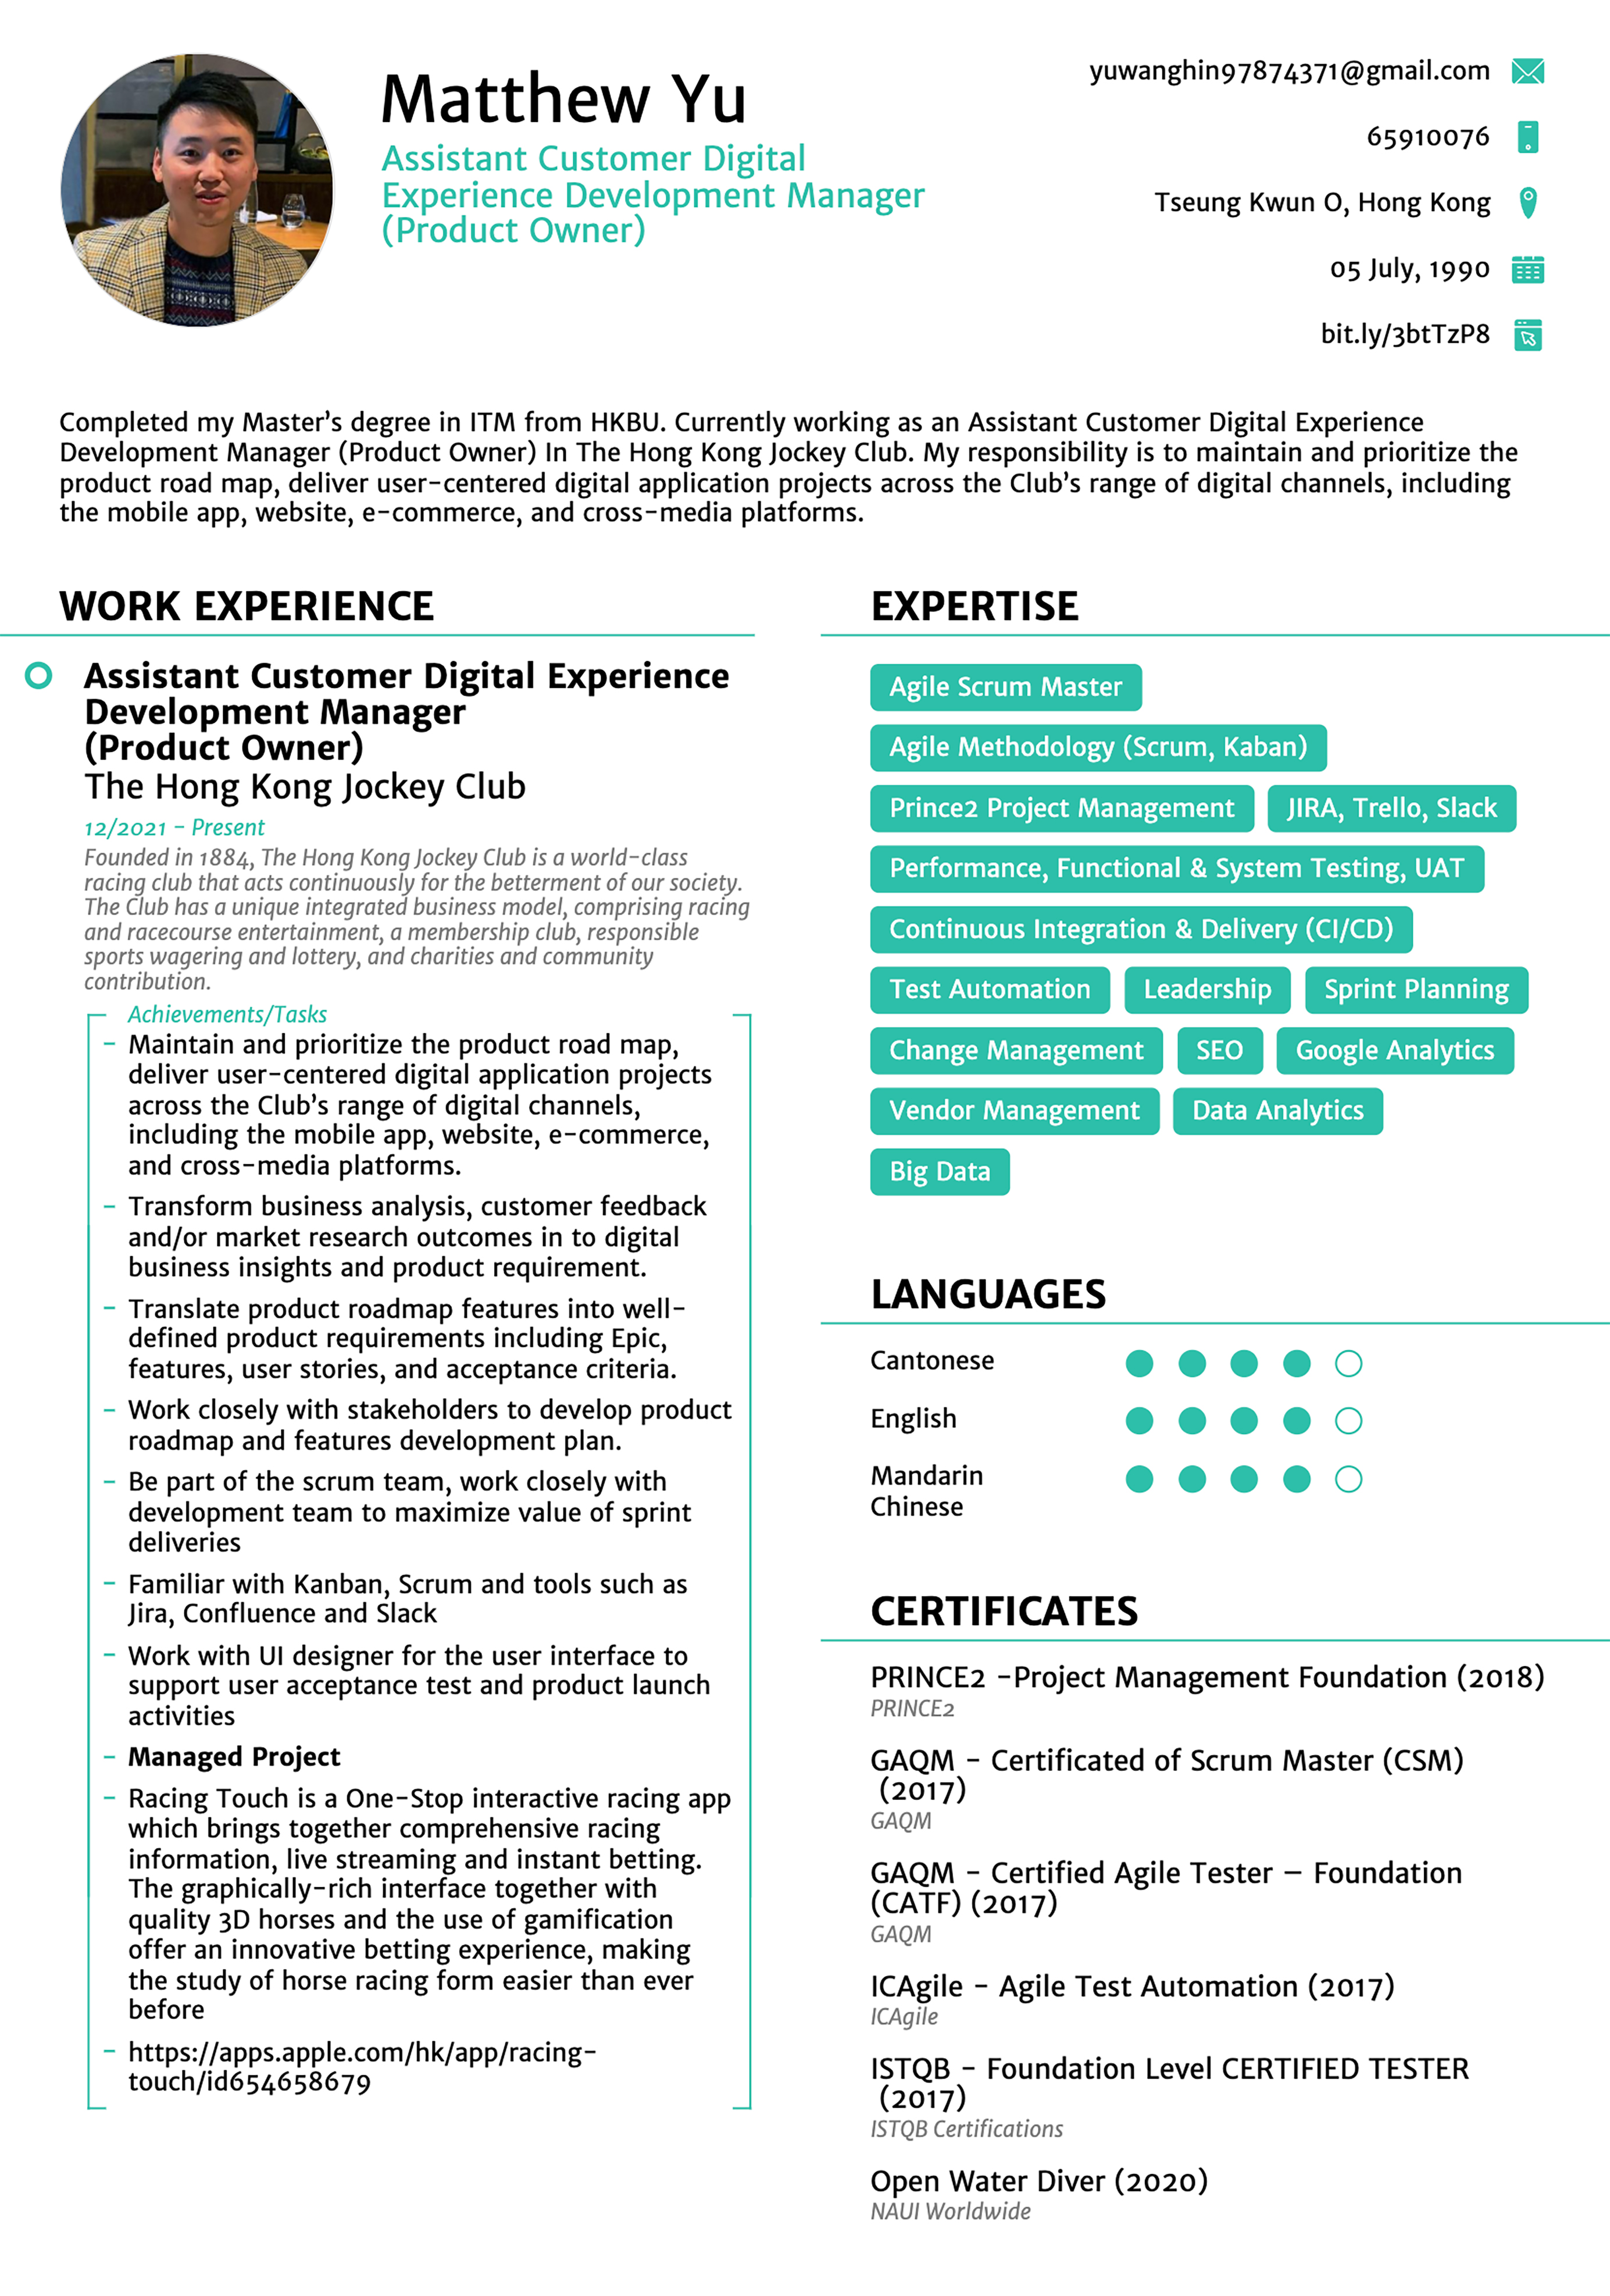 Matthew Yu
Assistant Customer Digital
Experience Development Manager
(Product Owner)
yuwanghin97874371@gmail.com
65910076
Tseung Kwun O, Hong Kong
05 July, 1990
bit.ly/3btTzP8
Completed my Master's degree in ITM from HKBU. Currently working as an Assistant Customer Digital Experience
Development Manager (Product Owner) In The Hong Kong Jockey Club. My responsibility is to maintain and prioritize the
product road map, deliver user-centered digital application projects across the Club's range of digital channels, including
the mobile app, website, e-commerce, and cross-media platforms.
WORK EXPERIENCE
Assistant Customer Digital Experience
Development Manager
(Product Owner)
The Hong Kong Jockey Club
12/2021 - Present
Founded in 1884, The Hong Kong Jockey Club is a world-class
racing club that acts continuously for the betterment of our society.
The Club has a unique integrated business model, comprising racing
and racecourse entertainment, a membership club, responsible
sports wagering and lottery, and charities and community
contribution.
Achievements/Tasks
- Maintain and prioritize the product road map,
deliver user-centered digital application projects
across the Club's range of digital channels,
including the mobile app, website, e-commerce,
and cross-media platforms.
- Transform business analysis, customer feedback
and/or market research outcomes in to digital
business insights and product requirement.
- Translate product roadmap features into well-
defined product requirements including Epic,
features, user stories, and acceptance criteria.
- Work closely with stakeholders to develop product
roadmap and features development plan.
- Be part of the scrum team, work closely with
development team to maximize value of sprint
deliveries
- Familiar with Kanban, Scrum and tools such as
Jira, Confluence and Slack
- Work with UI designer for the user interface to
support user acceptance test and product launch
activities
- Managed Project
- Racing Touch is a One-Stop interactive racing app
which brings together comprehensive racing
information, live streaming and instant betting.
The graphically-rich interface together with
quality 3D horses and the use of gamification
offer an innovative betting experience, making
the study of horse racing form easier than ever
before
- https://apps.apple.com/hk/app/racing-
touch/id654658679
EXPERTISE
Agile Scrum Master
Agile Methodology (Scrum, Kaban)
Prince2 Project Management JIRA, Trello, Slack
Performance, Functional & System Testing, UAT
Continuous Integration & Delivery (CI/CD)
Test Automation Leadership Sprint Planning
Change Management SEO Google Analytics
Vendor Management Data Analytics
Big Data
LANGUAGES
Cantonese
English
Mandarin
Chinese
CERTIFICATES
PRINCE2 -Project Management Foundation (2018)
PRINCE2
GAQM - Certificated of Scrum Master (CSM)
(2017)
GAQM
GAQM - Certified Agile Tester – Foundation
(CATF) (2017)
GAQM
ICAgile - Agile Test Automation (2017)
ICAgile
ISTQB - Foundation Level CERTIFIED TESTER
(2017)
ISTQB Certifications
Open Water Diver (2020)
NAUI Worldwide